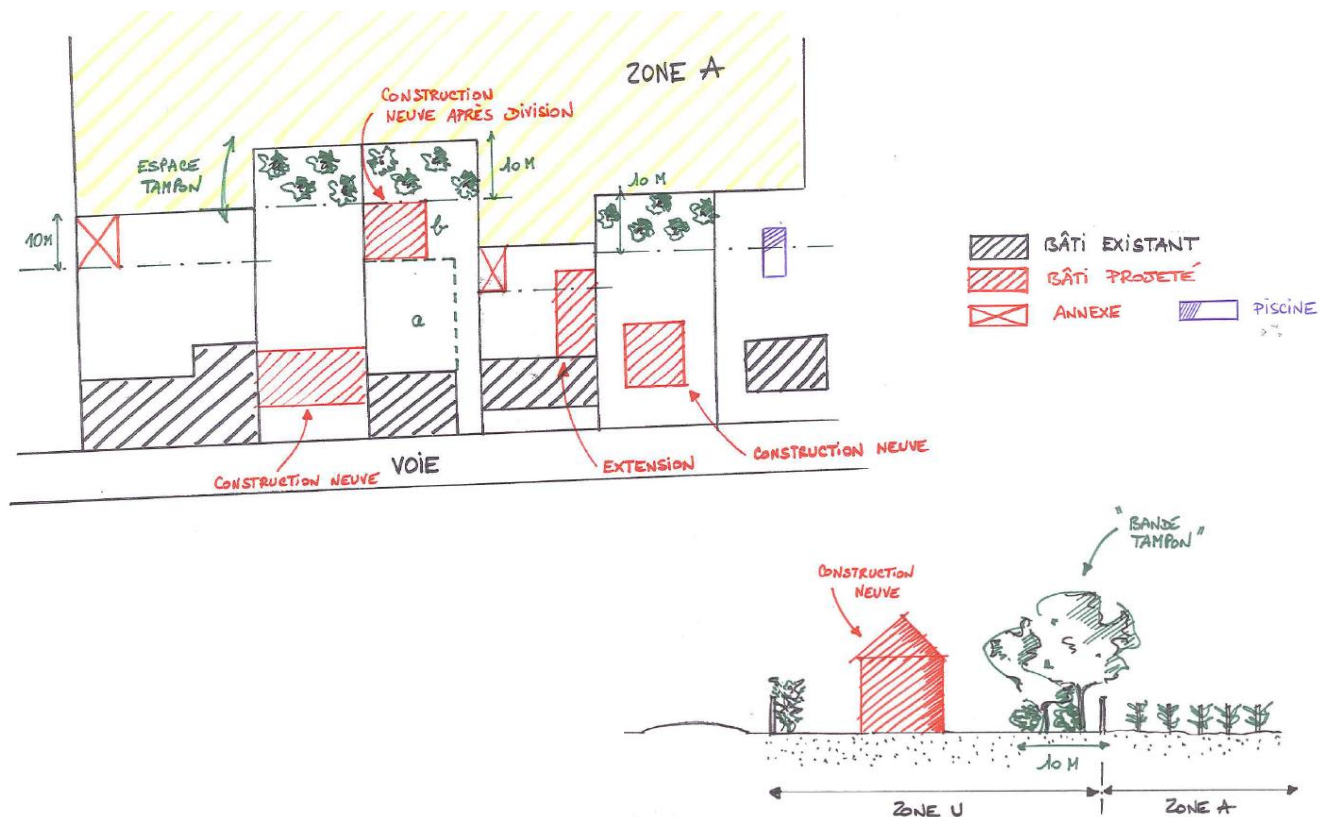 ZONE A
CONSTRUCTION
NEUVE APRÈS DIVISION
ESPACE
TAMPON
10 M
10 M
10M
b
a
BÂTI EXISTANT
BÂTI PROJETÉ
ANNEXE
PISCINE
VOIE
CONSTRUCTION NEUVE
EXTENSION
CONSTRUCTION NEUVE
"BANDE
TAMPON"
CONSTRUCTION
NEUVE
10 M
ZONE U
ZONE A